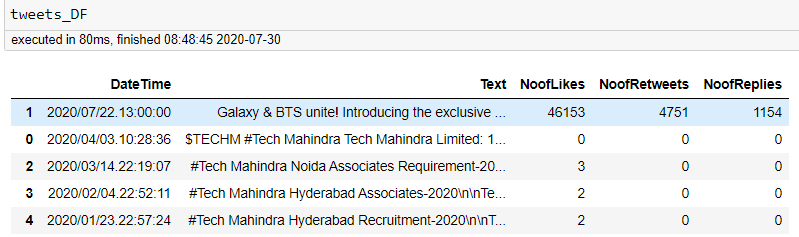 tweets_DF
executed in 80ms, finished 08:48:45 2020-07-30
DateTime Text NoofLikes NoofRetweets NoofReplies
1 2020/07/22.13:00:00 Galaxy & BTS unite! Introducing the exclusive ... 46153 4751 1154
0 2020/04/03.10:28:36 $TECHM #Tech Mahindra Tech Mahindra Limited: 1... 0 0 0
2 2020/03/14.22:19:07 #Tech Mahindra Noida Associates Requirement-20... 3 0 0
3 2020/02/04.22:52:11 #Tech Mahindra Hyderabad Associates-2020\n\nTe... 2 0 0
4 2020/01/23.22:57:24 #Tech Mahindra Hyderabad Recruitment-2020\n\nT... 2 0 0